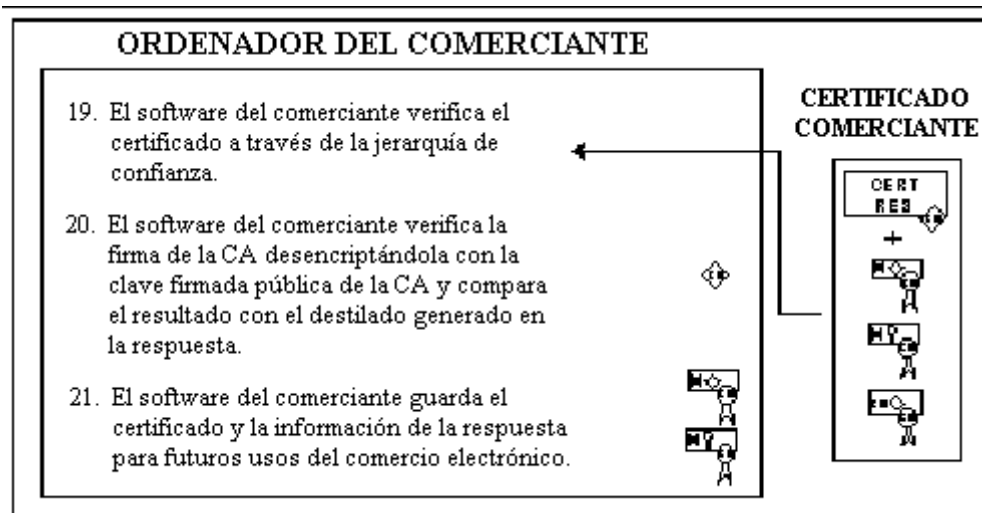 ORDENADOR DEL COMERCIANTE
19. El software del comerciante verifica el
certificado a través de la jerarquía de
confianza.
20. El software del comerciante verifica la
firma de la CA desencriptándola con la
clave firmada pública de la CA y compara
el resultado con el destilado generado en
la respuesta.
21. El software del comerciante guarda el
certificado y la información de la respuesta
para futuros usos del comercio electrónico.
CERTIFICADO
COMERCIANTE
CERT
RES
+